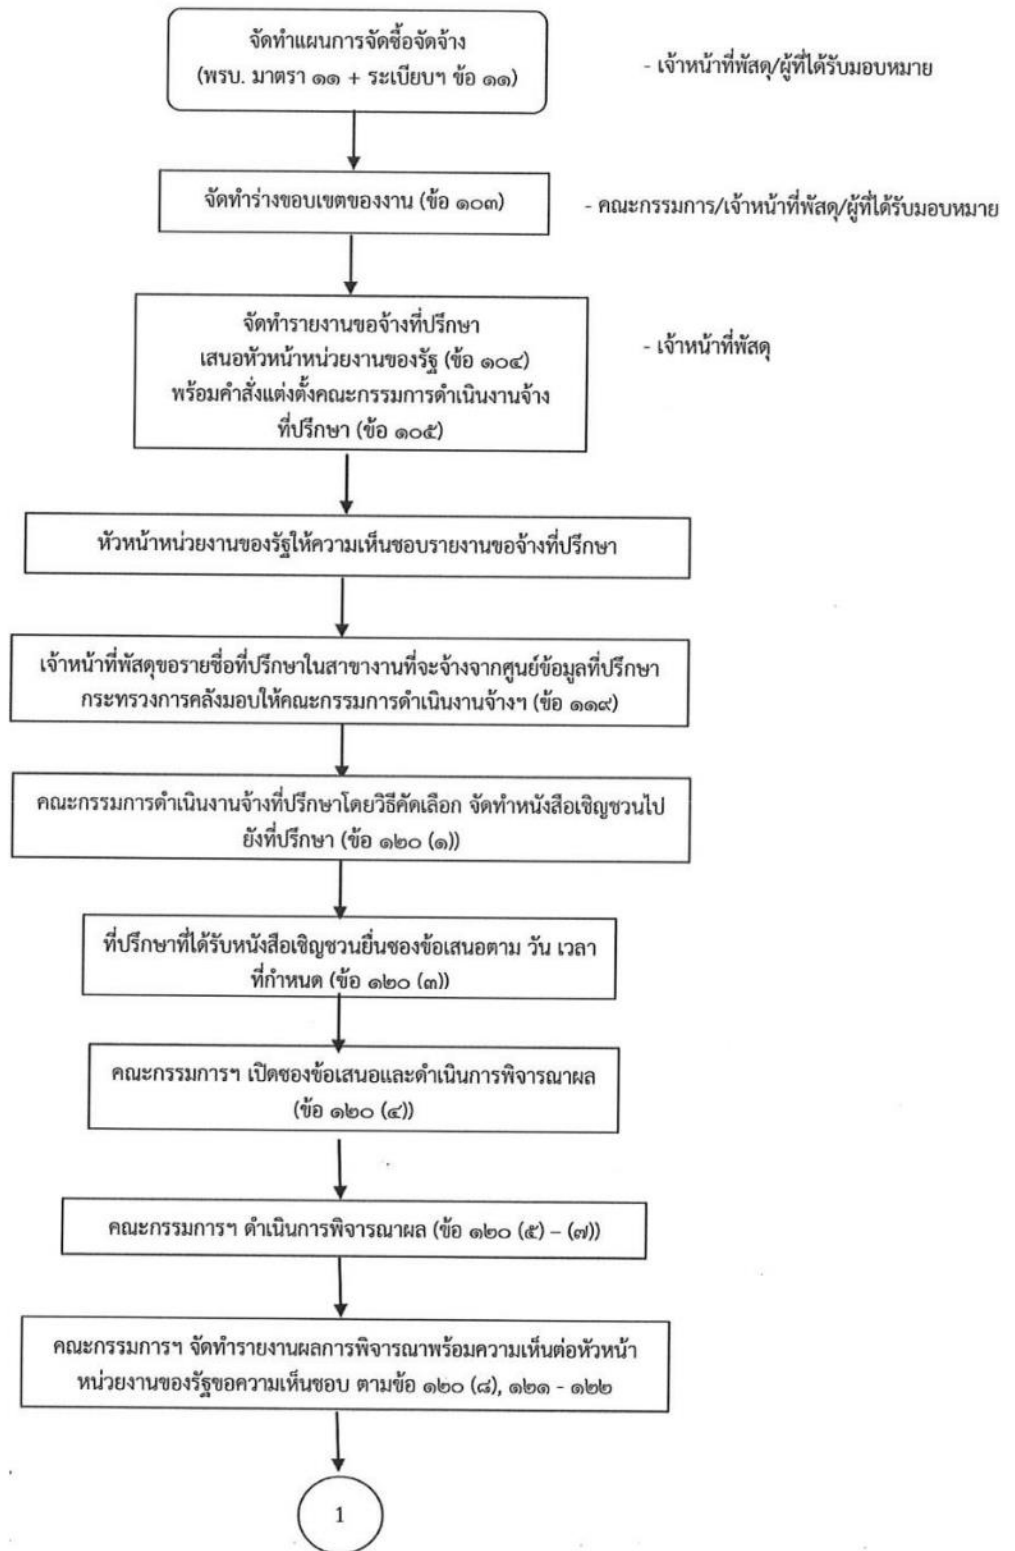 จัดทำแผนการจัดซื้อจัดจ้าง
(พรบ. มาตรา ๑๑ + ระเบียบฯ ข้อ ๑๑)
- เจ้าหน้าที่พัสดุ/ผู้ที่ได้รับมอบหมาย
จัดทำร่างขอบเขตของงาน (ข้อ ๑๐๓)
- คณะกรรมการ/เจ้าหน้าที่พัสดุ/ผู้ที่ได้รับมอบหมาย
จัดทำรายงานขอจ้างที่ปรึกษา
เสนอหัวหน้าหน่วยงานของรัฐ (ข้อ ๑๐๔)
พร้อมคำสั่งแต่งตั้งคณะกรรมการดำเนินงานจ้าง
ที่ปรึกษา (ข้อ ๑๐๕)
- เจ้าหน้าที่พัสดุ
หัวหน้าหน่วยงานของรัฐให้ความเห็นชอบรายงานขอจ้างที่ปรึกษา
เจ้าหน้าที่พัสดุขอรายชื่อที่ปรึกษาในสาขางานที่จะจ้างจากศูนย์ข้อมูลที่ปรึกษา
กระทรวงการคลังมอบให้คณะกรรมการดำเนินงานจ้างฯ (ข้อ ๑๑๙)
คณะกรรมการดำเนินงานจ้างที่ปรึกษาโดยวิธีคัดเลือก จัดทำหนังสือเชิญชวนไป
ยังที่ปรึกษา (ข้อ ๑๒๐ (๑))
ที่ปรึกษาที่ได้รับหนังสือเชิญชวนยื่นซองข้อเสนอตาม วัน เวลา
ที่กำหนด (ข้อ ๑๒๐ (๓))
คณะกรรมการฯ เปิดซองข้อเสนอและดำเนินการพิจารณาผล
(ข้อ ๑๒๐ (๔))
คณะกรรมการฯ ดำเนินการพิจารณาผล (ข้อ ๑๒๐ (๕) – (๗))
คณะกรรมการฯ จัดทำรายงานผลการพิจารณาพร้อมความเห็นต่อหัวหน้า
หน่วยงานของรัฐขอความเห็นชอบ ตามข้อ ๑๒๐ (๘), ๑๒๑ - ๑๒๒
1